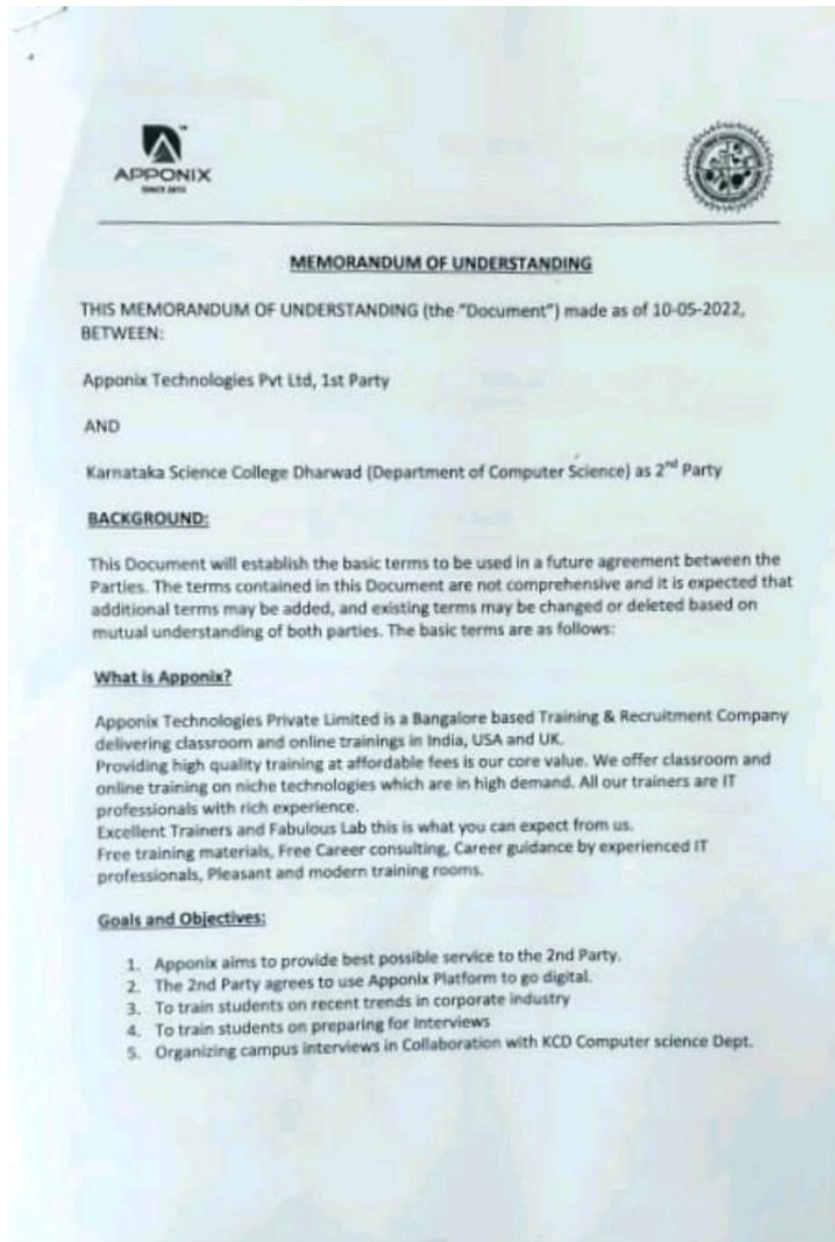 APPONIX
SINCE 2012
MEMORANDUM OF UNDERSTANDING
THIS MEMORANDUM OF UNDERSTANDING (the "Document") made as of 10-05-2022,
BETWEEN:
Apponix Technologies Pvt Ltd, 1st Party
AND
Karnataka Science College Dharwad (Department of Computer Science) as 2nd Party
BACKGROUND:
This Document will establish the basic terms to be used in a future agreement between the
Parties. The terms contained in this Document are not comprehensive and it is expected that
additional terms may be added, and existing terms may be changed or deleted based on
mutual understanding of both parties. The basic terms are as follows:
What is Apponix?
Apponix Technologies Private Limited is a Bangalore based Training & Recruitment Company
delivering classroom and online trainings in India, USA and UK.
Providing high quality training at affordable fees is our core value. We offer classroom and
online training on niche technologies which are in high demand. All our trainers are IT
professionals with rich experience.
Excellent Trainers and Fabulous Lab this is what you can expect from us.
Free training materials, Free Career consulting, Career guidance by experienced IT
professionals, Pleasant and modern training rooms.
Goals and Objectives:
1. Apponix aims to provide best possible service to the 2nd Party.
2. The 2nd Party agrees to use Apponix Platform to go digital.
3. To train students on recent trends in corporate industry
4. To train students on preparing for Interviews
5. Organizing campus interviews in Collaboration with KCD Computer science Dept.